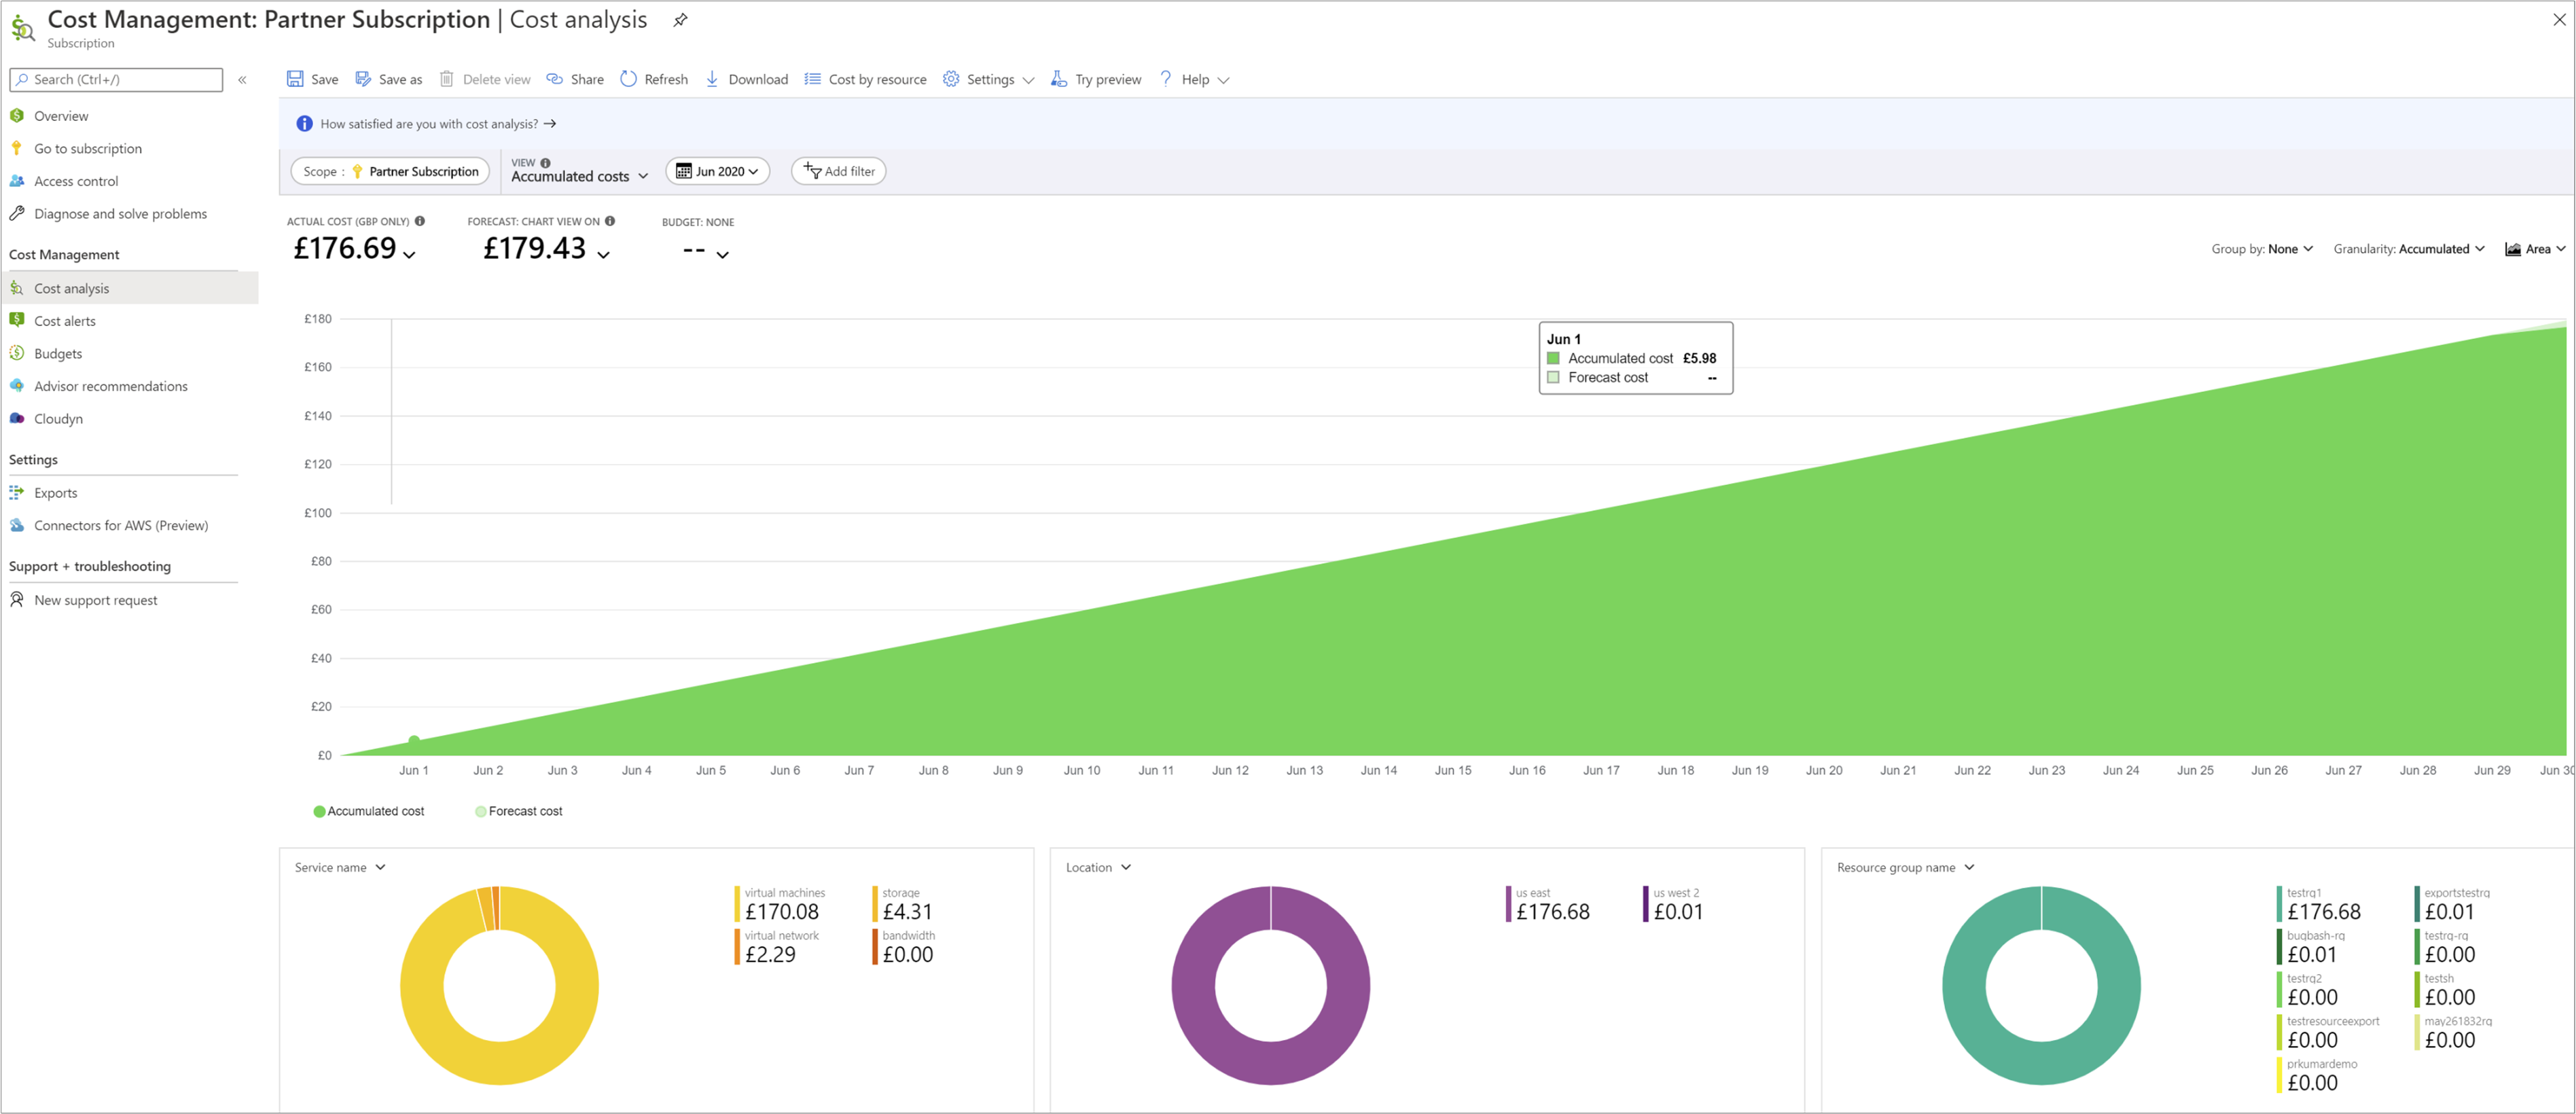 Cost Management: Partner Subscription | Cost analysis
Subscription
Search (Ctrl+/)
«
Overview
Go to subscription
Access control
Diagnose and solve problems
Cost Management
Cost analysis
Cost alerts
Budgets
Advisor recommendations
Cloudyn
Settings
Exports
Connectors for AWS (Preview)
Support + troubleshooting
New support request
Save Save as Delete view Share Refresh Download Cost by resource Settings Try preview ? Help
How satisfied are you with cost analysis? →
Scope : Partner Subscription
VIEW
Accumulated costs
Jun 2020
Add filter
ACTUAL COST (GBP ONLY) FORECAST: CHART VIEW ON BUDGET: NONE
£176.69 £179.43 --
Group by: None Granularity: Accumulated Area
£180
£160
£140
£120
£100
£80
£60
£40
£20
£0
Jun 1
Accumulated cost £5.98
Forecast cost --
Jun 1 Jun 2 Jun 3 Jun 4 Jun 5 Jun 6 Jun 7 Jun 8 Jun 9 Jun 10 Jun 11 Jun 12 Jun 13 Jun 14 Jun 15 Jun 16 Jun 17 Jun 18 Jun 19 Jun 20 Jun 21 Jun 22 Jun 23 Jun 24 Jun 25 Jun 26 Jun 27 Jun 28 Jun 29 Jun 30
Accumulated cost Forecast cost
Service name
virtual machines storage
£170.08 £4.31
virtual network bandwidth
£2.29 £0.00
Location
us east us west 2
£176.68 £0.01
Resource group name
testrg1 exportstestrg
£176.68 £0.01
bugbash-rg testrg-rg
£0.01 £0.00
testrg2 testsh
£0.00 £0.00
testresourceexport may261832rg
£0.00 £0.00
prkumardemo
£0.00